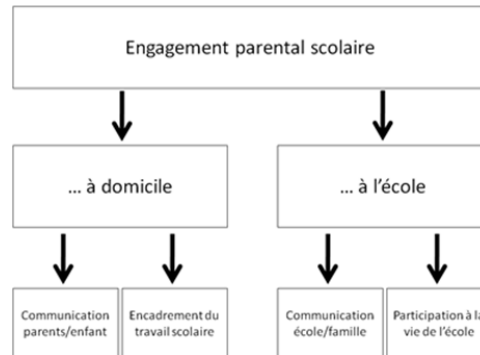 Engagement parental scolaire
... à domicile
... à l'école
Communication
parents/enfant
Encadrement du
travail scolaire
Communication
école/famille
Participation à la
vie de l'école